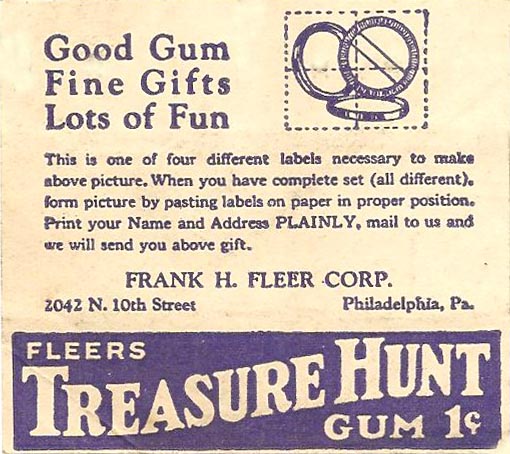 Good Gum
Fine Gifts
Lots of Fun
This is one of four different labels necessary to make
above picture. When you have complete set (all different),
form picture by pasting labels on paper in proper position.
Print your Name and Address PLAINLY, mail to us and
we will send you above gift.
FRANK H. FLEER CORP.
2042 N. 10th Street Philadelphia, Pa.
FLEERS
TREASURE HUNT
GUM 1¢